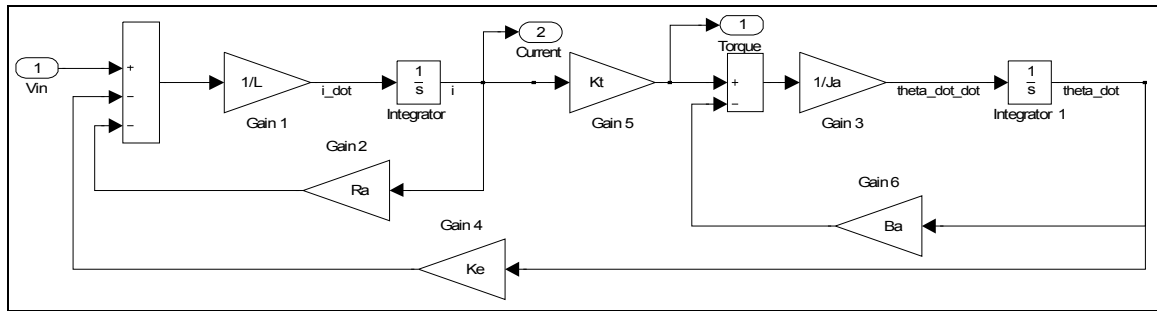 1
Vin
+
−
−
1/L
Gain 1
i_dot
1
s
Integrator
i
2
Current
Kt
Gain 5
1
Torque
+
−
1/Ja
Gain 3
theta_dot_dot
1
s
Integrator 1
theta_dot
Gain 2
Ra
Gain 6
Ba
Gain 4
Ke